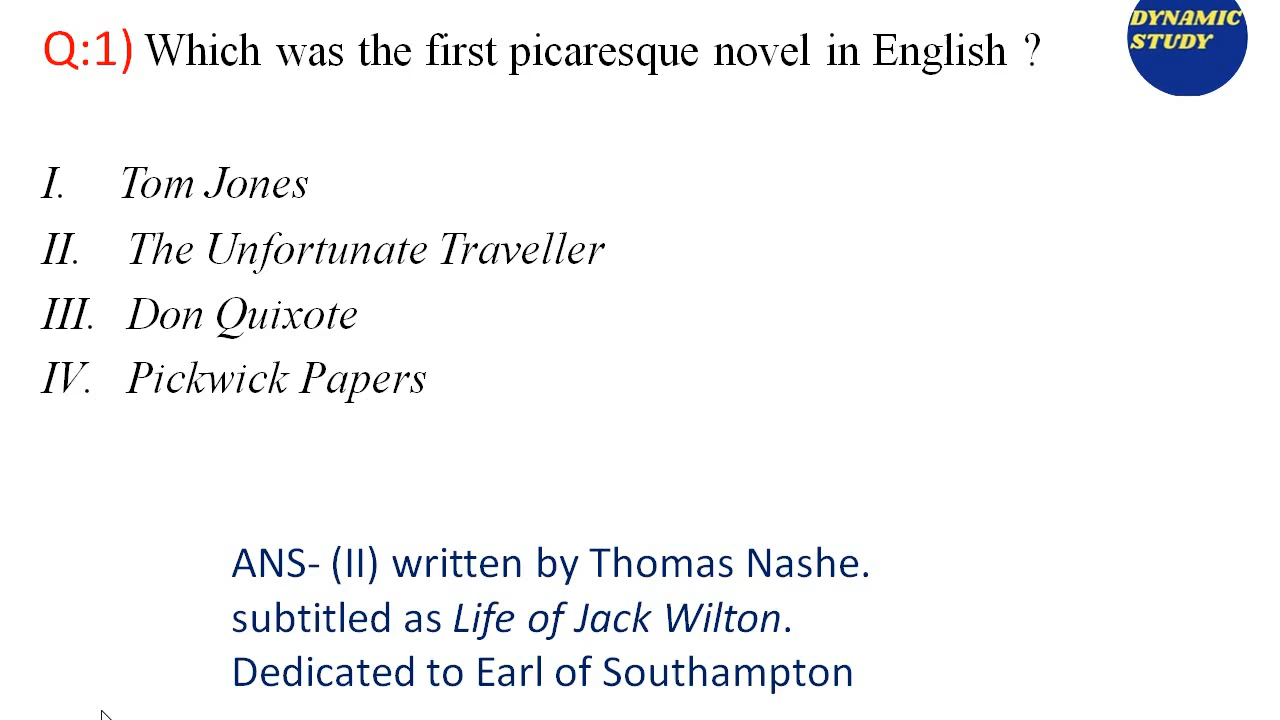 DYNAMIC
STUDY
Q:1) Which was the first picaresque novel in English ?
I. Tom Jones
II. The Unfortunate Traveller
III. Don Quixote
IV. Pickwick Papers
ANS- (II) written by Thomas Nashe.
subtitled as Life of Jack Wilton.
Dedicated to Earl of Southampton